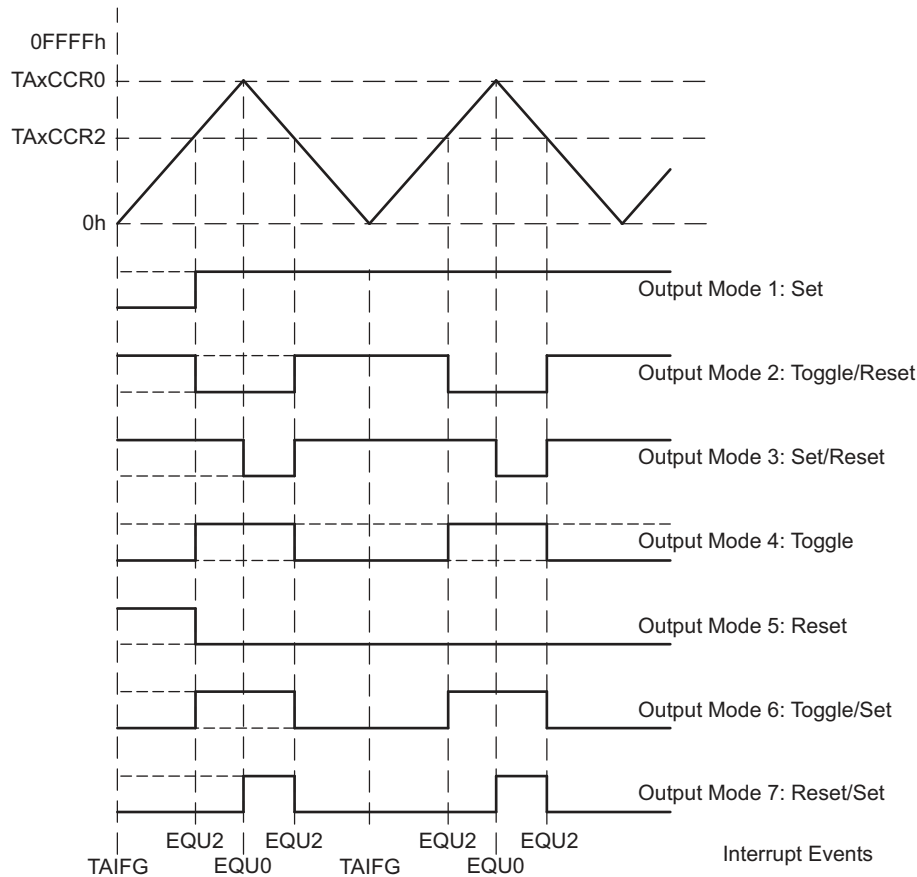 0FFFFh
TAxCCR0
TAxCCR2
0h
Output Mode 1: Set
Output Mode 2: Toggle/Reset
Output Mode 3: Set/Reset
Output Mode 4: Toggle
Output Mode 5: Reset
Output Mode 6: Toggle/Set
Output Mode 7: Reset/Set
EQU2 EQU2 EQU2 EQU2
TAIFG EQU0 TAIFG EQU0 Interrupt Events